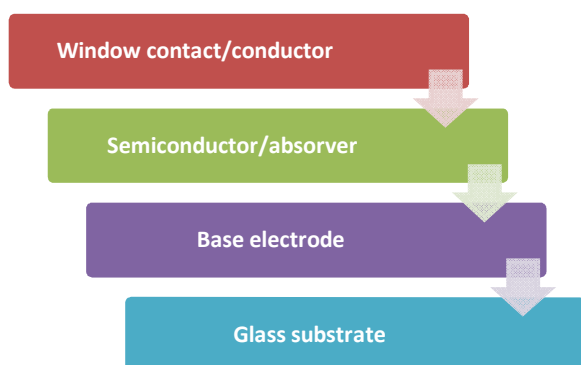 Window contact/conductor
Semiconductor/absorver
Base electrode
Glass substrate